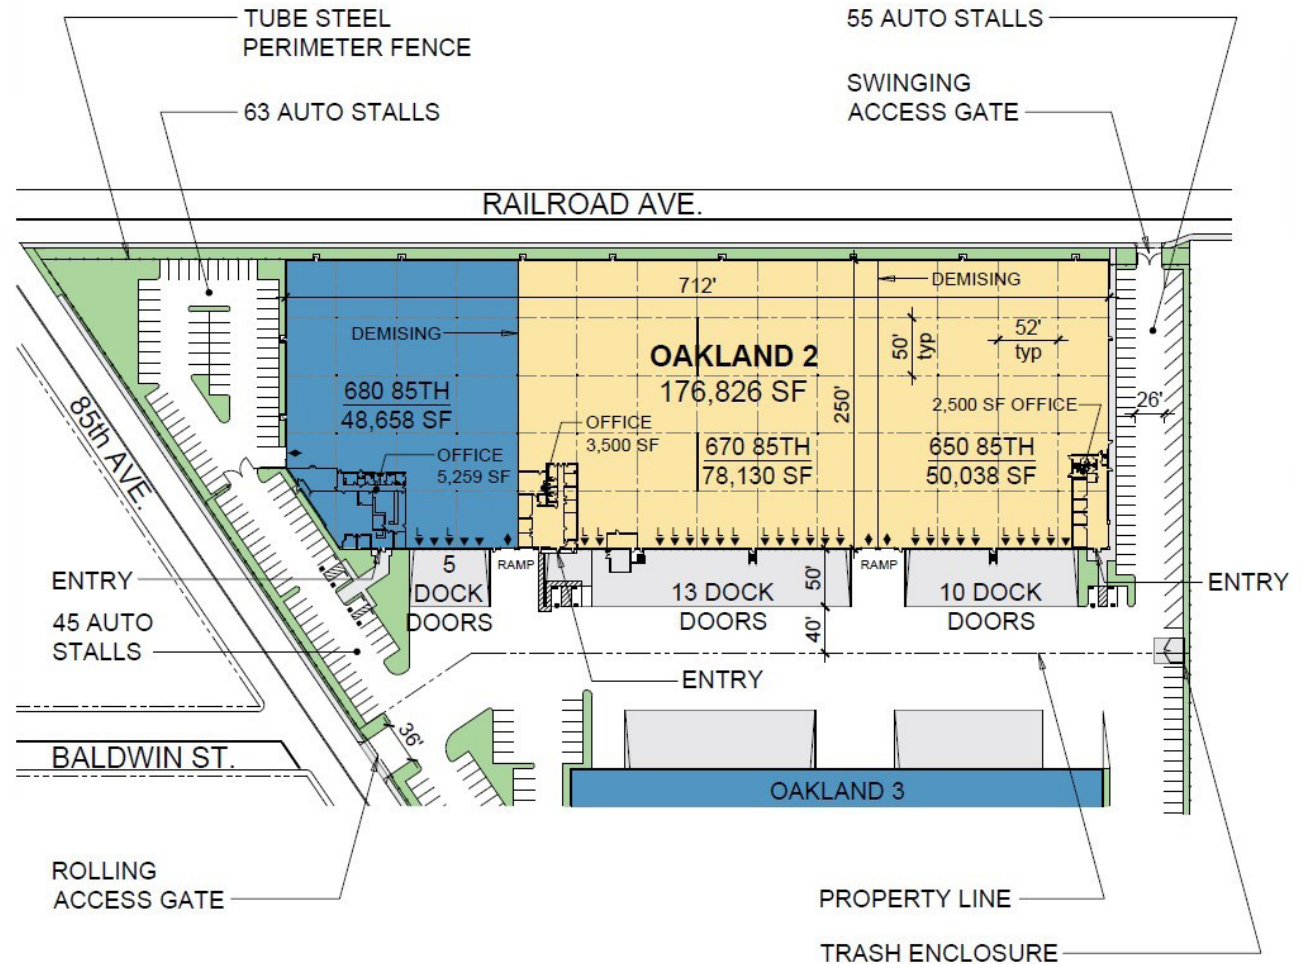 TUBE STEEL
PERIMETER FENCE
55 AUTO STALLS
63 AUTO STALLS
SWINGING
ACCESS GATE
RAILROAD AVE.
712'
DEMISING
DEMISING
50'
typ
52'
typ
OAKLAND 2
176,826 SF
250'
680 85TH
48,658 SF
OFFICE
5,259 SF
OFFICE
3,500 SF
670 85TH
78,130 SF
2,500 SF OFFICE
650 85TH
50,038 SF
26'
85th AVE.
L L L L L L L L L L L L L L
RAMP
RAMP
ENTRY
5
DOCK
DOORS
13 DOCK
DOORS
50'
40'
10 DOCK
DOORS
ENTRY
45 AUTO
STALLS
ENTRY
36'
BALDWIN ST.
OAKLAND 3
ROLLING
ACCESS GATE
PROPERTY LINE
TRASH ENCLOSURE